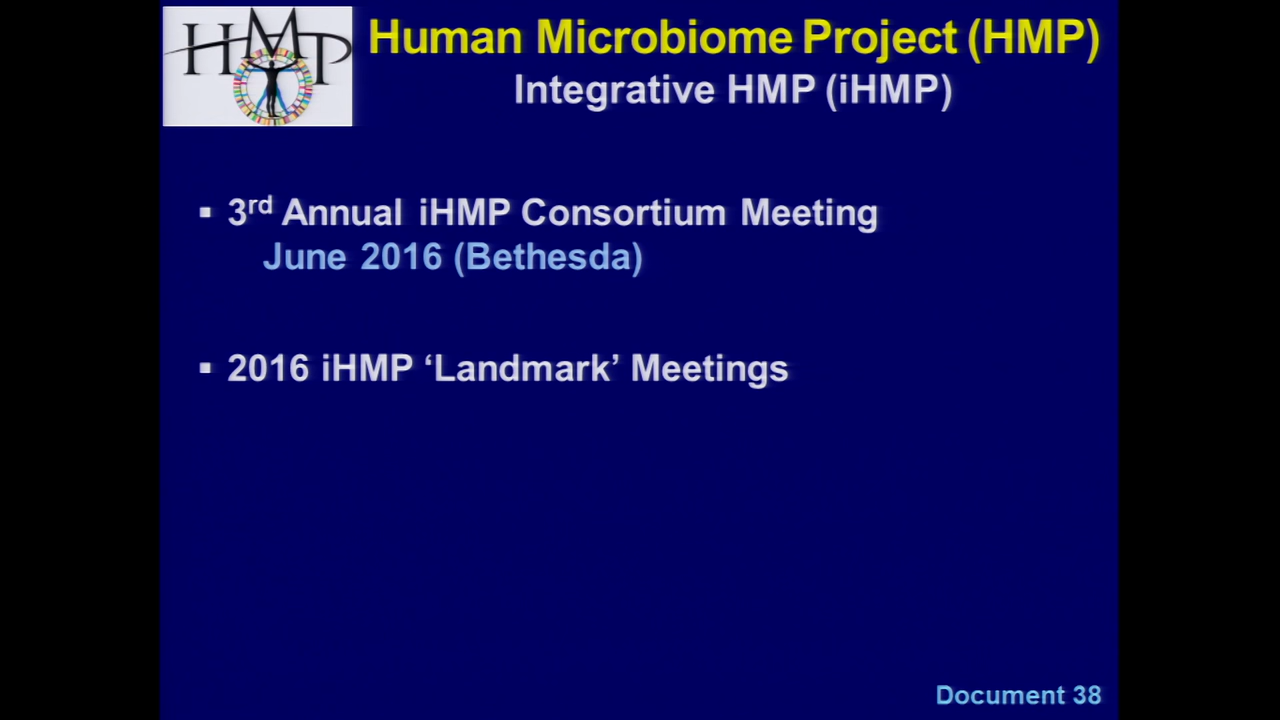 HMP
Human Microbiome Project (HMP)
Integrative HMP (iHMP)
▪ 3rd Annual iHMP Consortium Meeting
June 2016 (Bethesda)
▪ 2016 iHMP ‘Landmark’ Meetings
Document 38